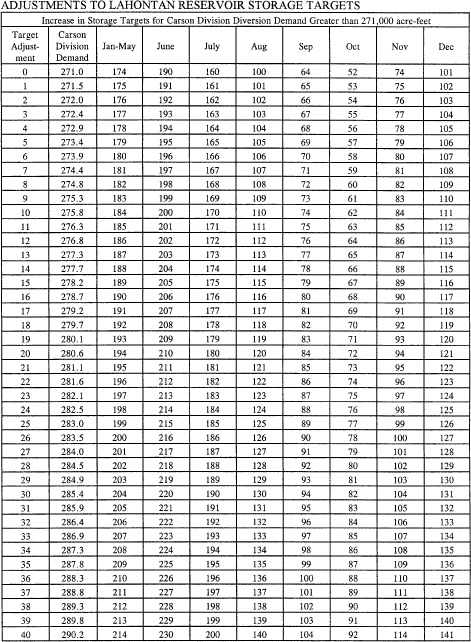 ADJUSTMENTS TO LAHONTAN RESERVOIR STORAGE TARGETS
Increase in Storage Targets for Carson Division Diversion Demand Greater than 271,000 acre-feet
Target Adjust-ment Carson Division Demand Jan-May June July Aug Sep Oct Nov Dec
0 271.0 174 190 160 100 64 52 74 101
1 271.5 175 191 161 101 65 53 75 102
2 272.0 176 192 162 102 66 54 76 103
3 272.4 177 193 163 103 67 55 77 104
4 272.9 178 194 164 104 68 56 78 105
5 273.4 179 195 165 105 69 57 79 106
6 273.9 180 196 166 106 70 58 80 107
7 274.4 181 197 167 107 71 59 81 108
8 274.8 182 198 168 108 72 60 82 109
9 275.3 183 199 169 109 73 61 83 110
10 275.8 184 200 170 110 74 62 84 111
11 276.3 185 201 171 111 75 63 85 112
12 276.8 186 202 172 112 76 64 86 113
13 277.3 187 203 173 113 77 65 87 114
14 277.7 188 204 174 114 78 66 88 115
15 278.2 189 205 175 115 79 67 89 116
16 278.7 190 206 176 116 80 68 90 117
17 279.2 191 207 177 117 81 69 91 118
18 279.7 192 208 178 118 82 70 92 119
19 280.1 193 209 179 119 83 71 93 120
20 280.6 194 210 180 120 84 72 94 121
21 281.1 195 211 181 121 85 73 95 122
22 281.6 196 212 182 122 86 74 96 123
23 282.1 197 213 183 123 87 75 97 124
24 282.5 198 214 184 124 88 76 98 125
25 283.0 199 215 185 125 89 77 99 126
26 283.5 200 216 186 126 90 78 100 127
27 284.0 201 217 187 127 91 79 101 128
28 284.5 202 218 188 128 92 80 102 129
29 284.9 203 219 189 129 93 81 103 130
30 285.4 204 220 190 130 94 82 104 131
31 285.9 205 221 191 131 95 83 105 132
32 286.4 206 222 192 132 96 84 106 133
33 286.9 207 223 193 133 97 85 107 134
34 287.3 208 224 194 134 98 86 108 135
35 287.8 209 225 195 135 99 87 109 136
36 288.3 210 226 196 136 100 88 110 137
37 288.8 211 227 197 137 101 89 111 138
38 289.3 212 228 198 138 102 90 112 139
39 289.8 213 229 199 139 103 91 113 140
40 290.2 214 230 200 140 104 92 114 141